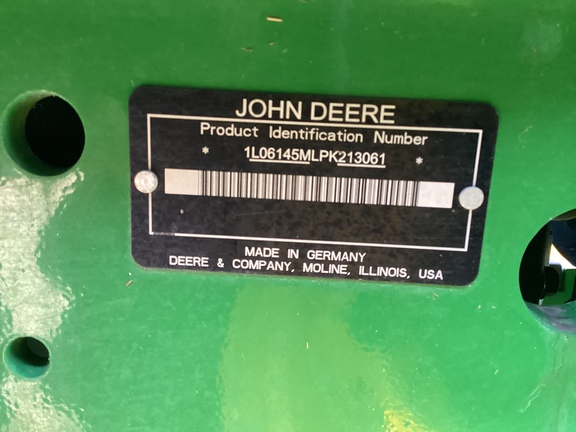 JOHN DEERE
Product Identification Number
* 1L06145MLPK213061 *
MADE IN GERMANY
DEERE & COMPANY, MOLINE, ILLINOIS, USA